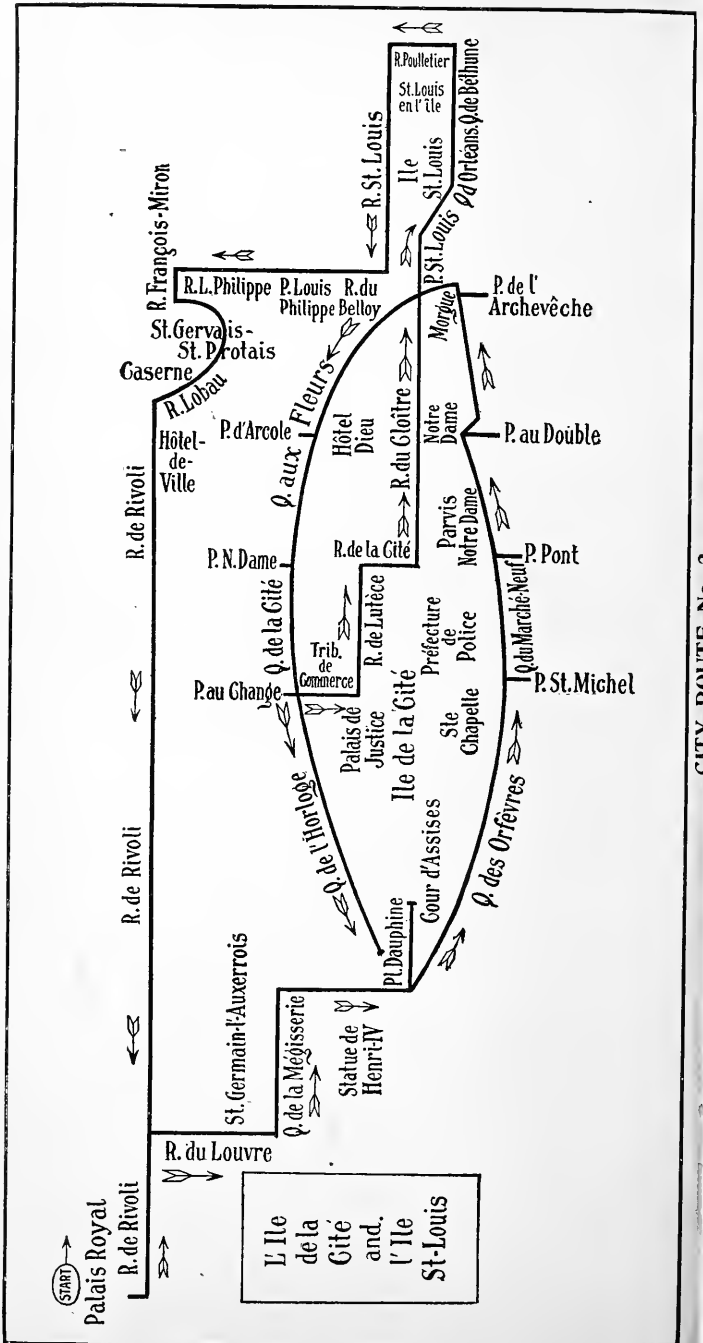 START
Palais Royal
R. de Rivoli
R. du Louvre
St. Germain-l'Auxerrois
Q. de la Mégisserie
Statue de
Henri-IV
Pl. Dauphine
Cour d'Assises
Q. des Orfèvres
Q. de l'Horloge
R. de Rivoli
R. de Rivoli
L'Ile
de la
Cité
and.
l'Ile
St-Louis
P. au Change
Q. de la Cité
Trib.
de
Commerce
Palais de
Justice
R. de Lutèce
Ile de la Cité
Ste
Chapelle
Préfecture
de
Police
P. St. Michel
Q. du Marché-Neuf
P. Pont
P. N. Dame
R. de la Cité
Parvis
Notre Dame
P. au Double
Notre
Dame
R. du Cloître
Hôtel
Dieu
P. d'Arcole
Q. aux Fleurs
Hôtel-
de-
Ville
R. Lobau
Caserne
St. Gervais-
St. Protais
R. François-Miron
R. L. Philippe
P. Louis
Philippe
R. du
Belloy
Morgue
P. de l'
Archevêche
P. St. Louis
Q d'Orléans. Q. de Béthune
Ile
St. Louis
St. Louis
en l'île
R. Poulletier
R. St. Louis
CITY ROUTE No.